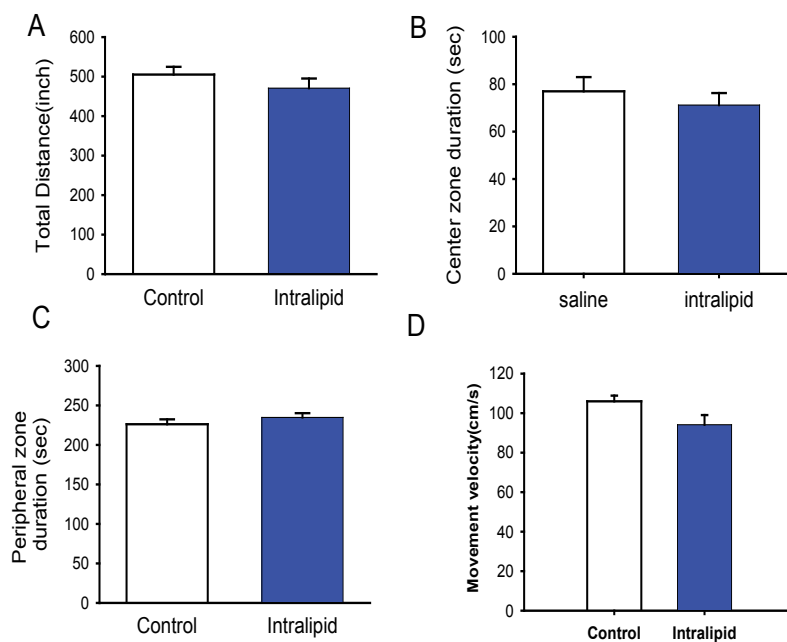 A
Total Distance(inch)
600
500
400
300
200
100
0
Control Intralipid
B
Center zone duration (sec)
100
80
60
40
20
0
saline intralipid
C
Peripheral zone
duration (sec)
300
250
200
150
100
50
0
Control Intralipid
D
Movement velocity(cm/s)
120
100
80
60
40
20
0
Control Intralipid